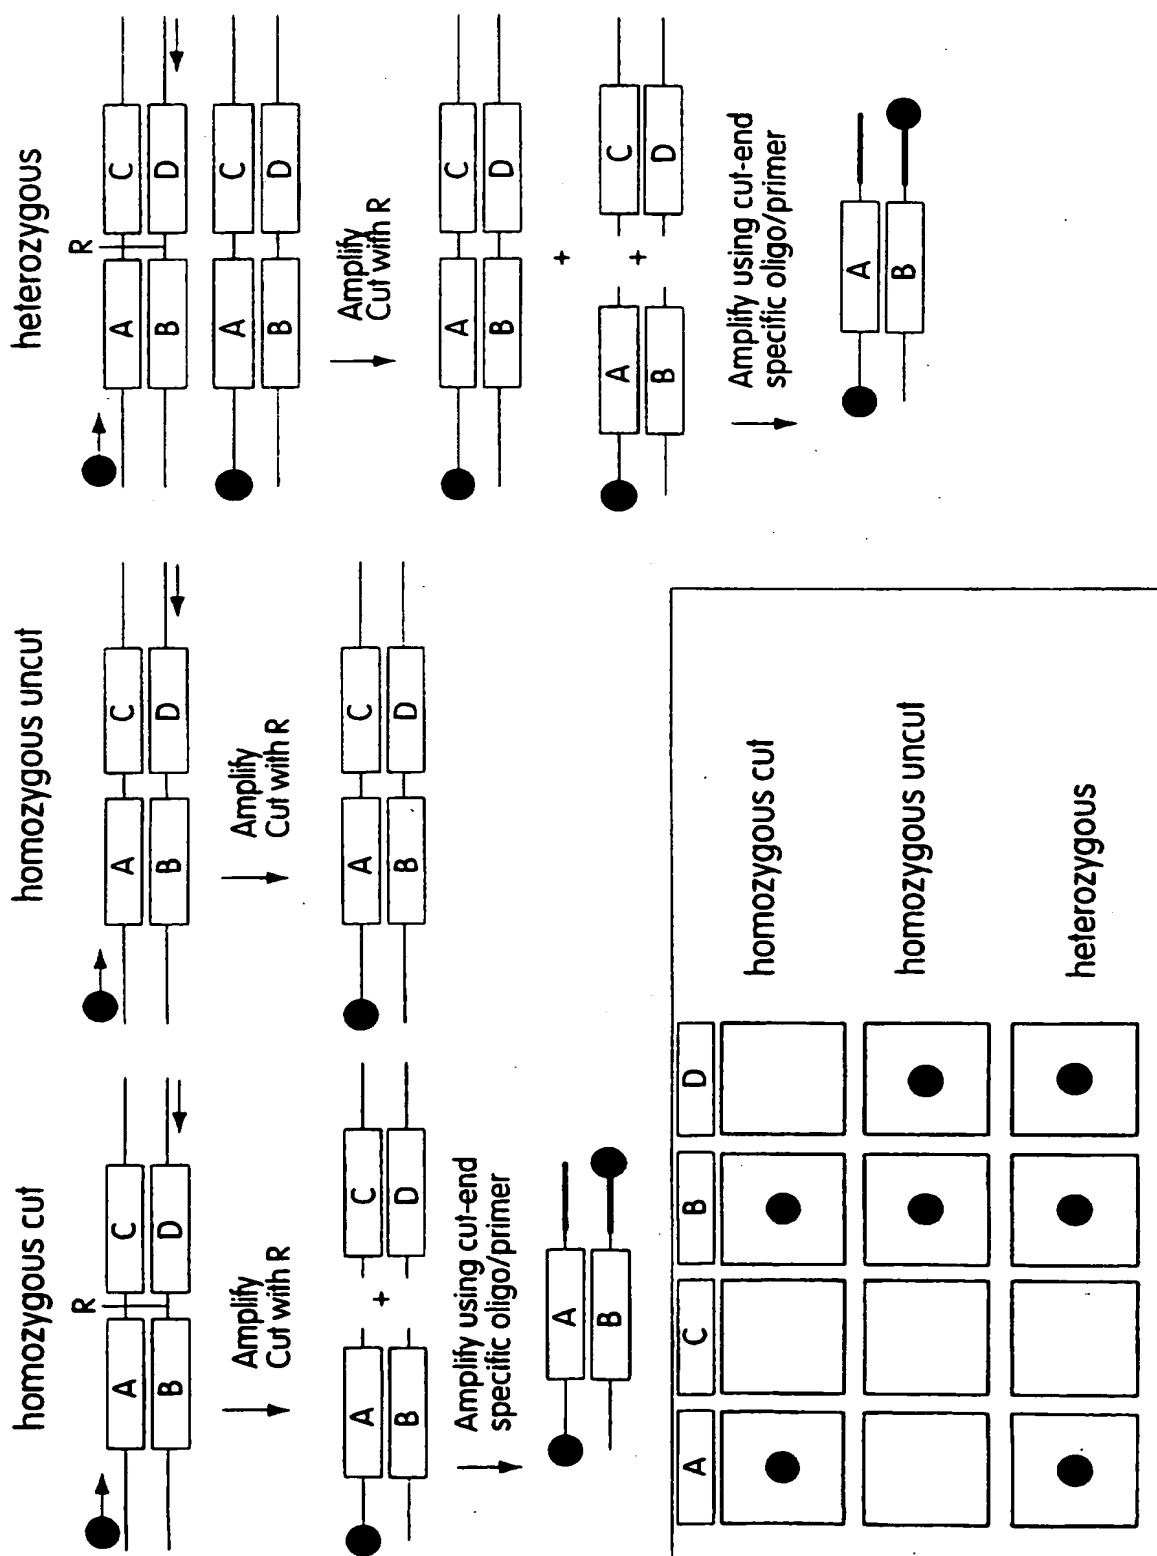 homozygous cut
R
A C
B D
Amplify
Cut with R
A C
+
B D
Amplify using cut-end
specific oligo/primer
A
B
homozygous uncut
A C
B D
Amplify
Cut with R
A C
B D
heterozygous
R
A C
B D
A C
B D
Amplify
Cut with R
A C
B D
+
A C
+
B D
Amplify using cut-end
specific oligo/primer
A
B
A C B D
homozygous cut
homozygous uncut
heterozygous